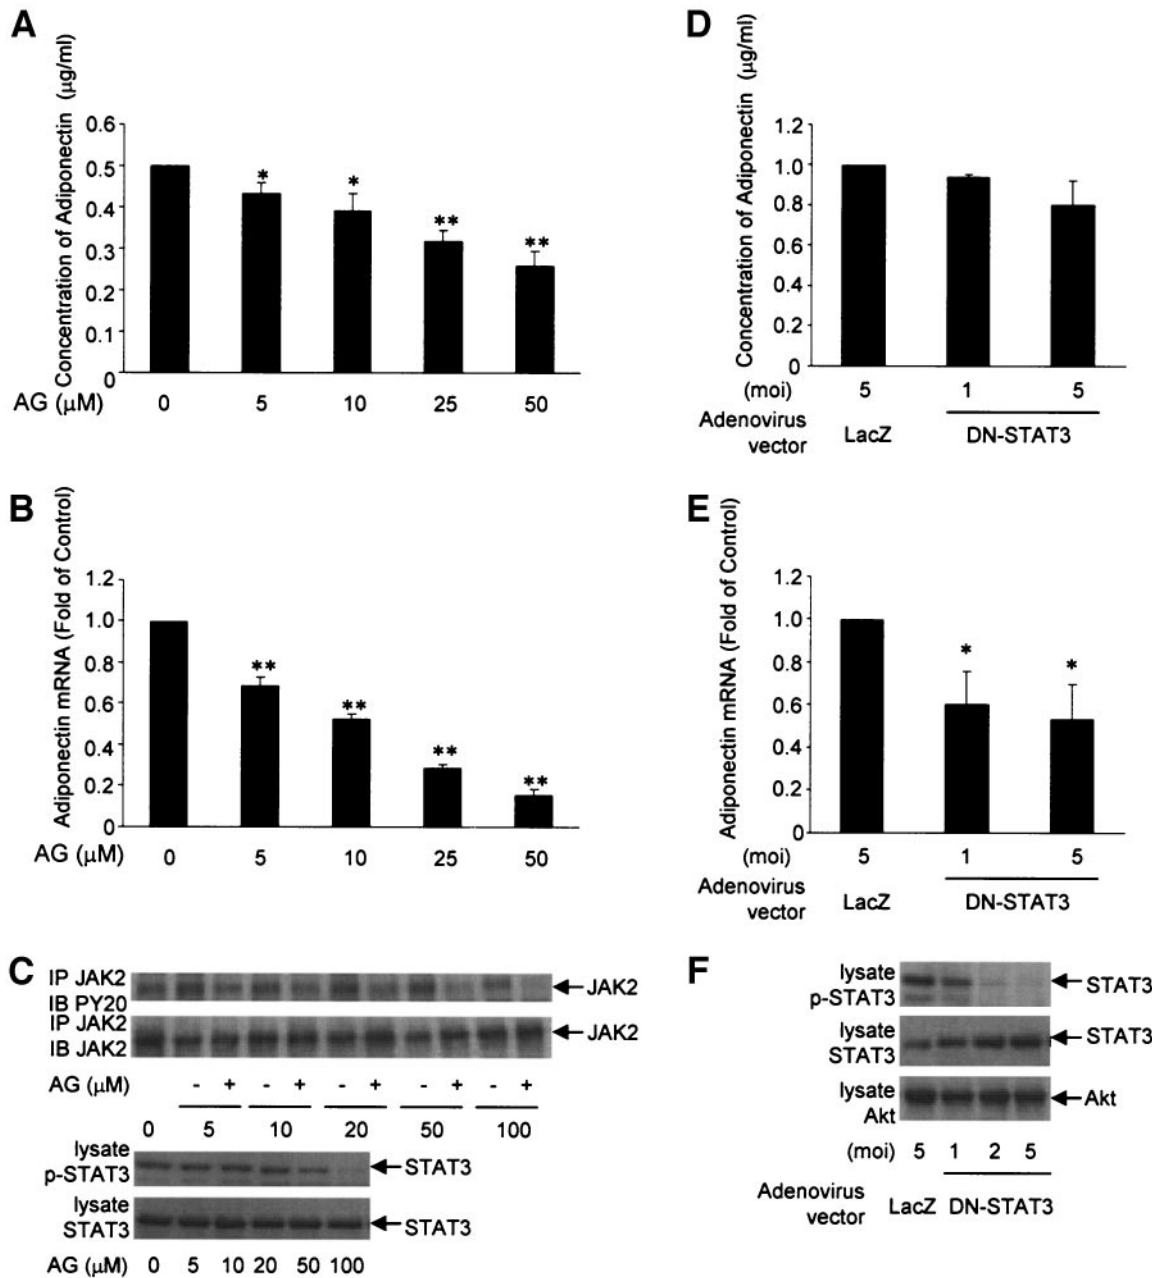 A
Concentration of Adiponectin (μg/ml)
0.6
0.5
0.4
0.3
0.2
0.1
0
*
*
**
**
AG (μM) 0 5 10 25 50
B
Adiponectin mRNA (Fold of Control)
1.2
1.0
0.8
0.6
0.4
0.2
0
**
**
**
**
AG (μM) 0 5 10 25 50
C
IP JAK2
IB PY20
JAK2
IP JAK2
IB JAK2
JAK2
AG (μM) - + - + - + - + - +
0 5 10 20 50 100
lysate
p-STAT3
STAT3
lysate
STAT3
STAT3
AG (μM) 0 5 10 20 50 100
D
Concentration of Adiponectin (μg/ml)
1.2
1.0
0.8
0.6
0.4
0.2
0
(moi) 5 1 5
Adenovirus
vector
LacZ DN-STAT3
E
Adiponectin mRNA (Fold of Control)
1.2
1.0
0.8
0.6
0.4
0.2
0
*
*
(moi) 5 1 5
Adenovirus
vector
LacZ DN-STAT3
F
lysate
p-STAT3
STAT3
lysate
STAT3
STAT3
lysate
Akt
Akt
(moi) 5 1 2 5
Adenovirus
vector
LacZ DN-STAT3